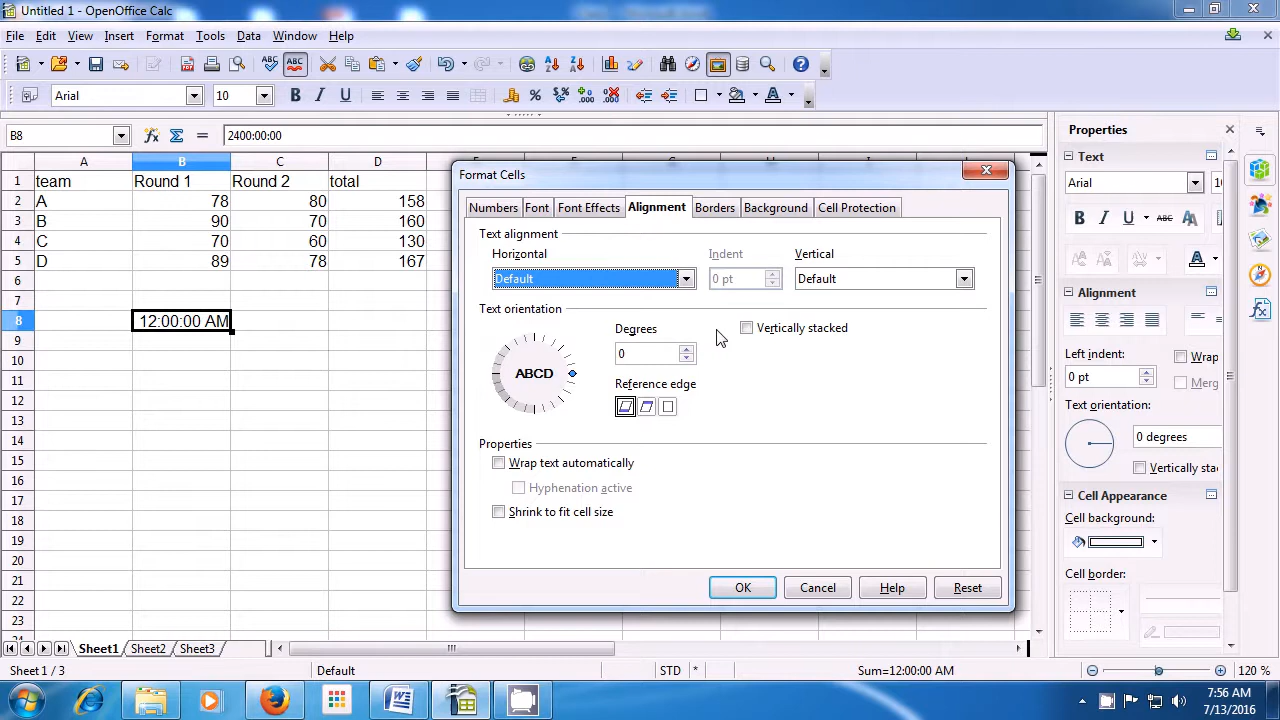 Untitled 1 - OpenOffice Calc
File Edit View Insert Format Tools Data Window Help
Arial 10
B8 2400:00:00
A B C D
1 team Round 1 Round 2 total
2 A 78 80 158
3 B 90 70 160
4 C 70 60 130
5 D 89 78 167
6
7
8 12:00:00 AM
9
10
11
12
13
14
15
16
17
18
19
20
21
22
23
Format Cells
Numbers Font Font Effects Alignment Borders Background Cell Protection
Text alignment
Horizontal Indent Vertical
Default 0 pt Default
Text orientation
Degrees Vertically stacked
ABCD 0
Reference edge
Properties
Wrap text automatically
Hyphenation active
Shrink to fit cell size
OK Cancel Help Reset
Properties
Text
Arial
Alignment
Left indent: Wrap
0 pt Merg
Text orientation:
0 degrees
Vertically sta
Cell Appearance
Cell background:
Cell border:
Sheet1 Sheet2 Sheet3
Sheet 1 / 3 Default STD * Sum=12:00:00 AM 120 %
7:56 AM
7/13/2016